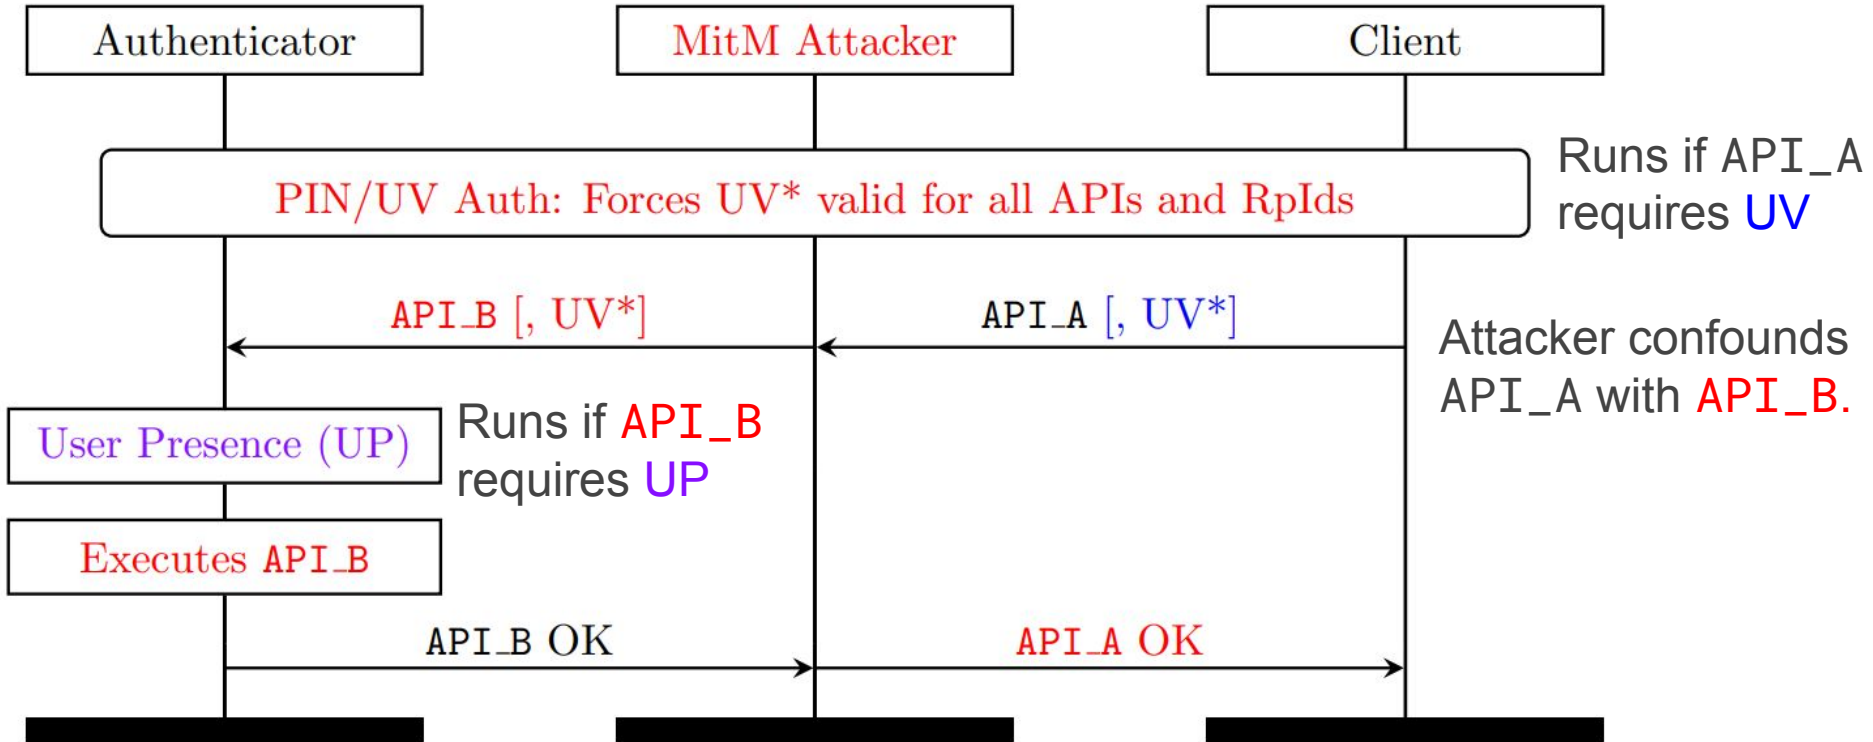 Authenticator
MitM Attacker
Client
PIN/UV Auth: Forces UV* valid for all APIs and RpIds
Runs if API_A
requires UV
API_B [, UV*]
API_A [, UV*]
Attacker confounds
API_A with API_B.
User Presence (UP)
Runs if API_B
requires UP
Executes API_B
API_B OK
API_A OK